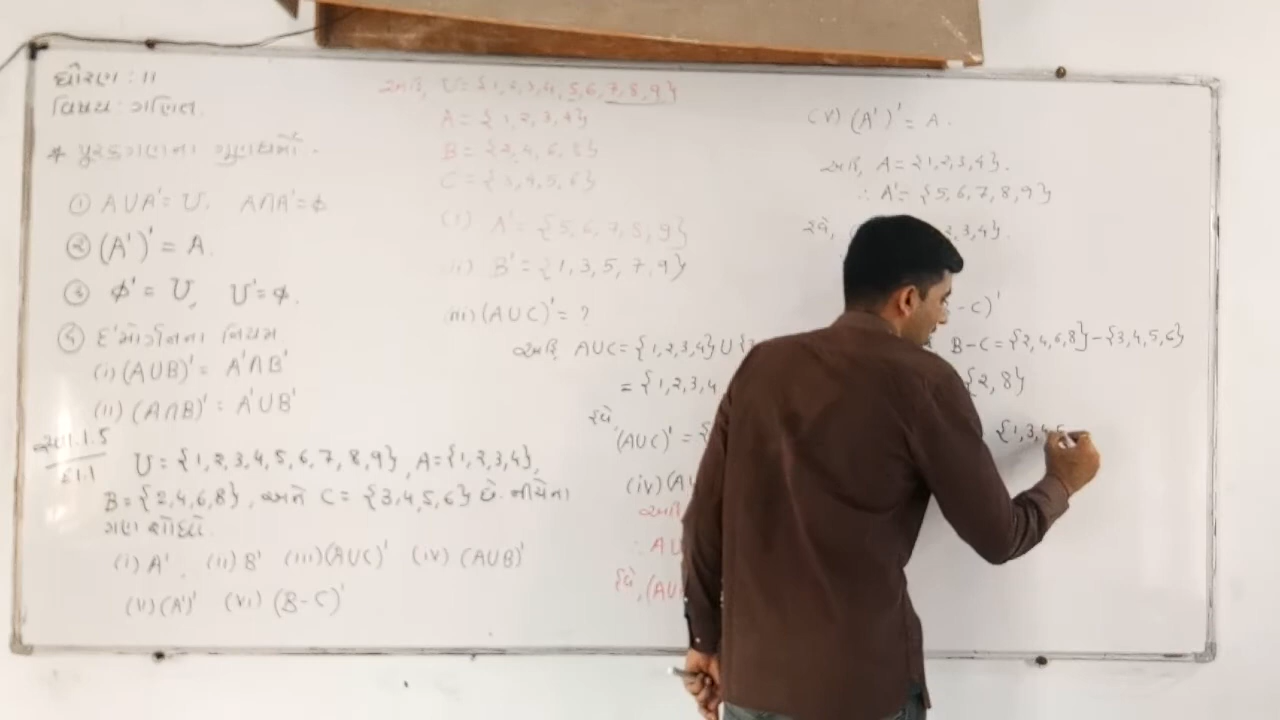 ધોરણ : 11
વિષય : ગણિત.
* પુરકગણના ગુણધર્મો.
① A∪A' = U, A∩A' = ϕ
② (A')' = A.
③ ϕ' = U, U' = ϕ.
④ દ'મોર્ગનના નિયમ
(i) (A∪B)' = A'∩B'
(ii) (A∩B)' = A'∪B'
સ્વા. 1.5
દા.1
U = {1,2,3,4,5,6,7,8,9}, A = {1,2,3,4},
B = {2,4,6,8}, અને C = {3,4,5,6} છે. નીચેના
ગણ શોધો.
(i) A', (ii) B' (iii) (A∪C)' (iv) (A∪B)'
(v) (A')' (vi) (B-C)'
અહીં, U = {1,2,3,4,5,6,7,8,9}
A = {1,2,3,4}
B = {2,4,6,8}
C = {3,4,5,6}
(i) A' = {5,6,7,8,9}
(ii) B' = {1,3,5,7,9}
(iii) (A∪C)' = ?
અહીં, A∪C = {1,2,3,4} ∪ {3
= {1,2,3,4
હવે, (A∪C)' = {
(iv) (A∪
અહીં
∴ A∪
હવે, (A∪
(v) (A')' = A.
અહીં, A = {1,2,3,4}.
∴ A' = {5,6,7,8,9}
હવે, 2,3,4}.
-C)'
B-C = {2,4,6,8} - {3,4,5,6}
{2,8}
{1,3,4,5